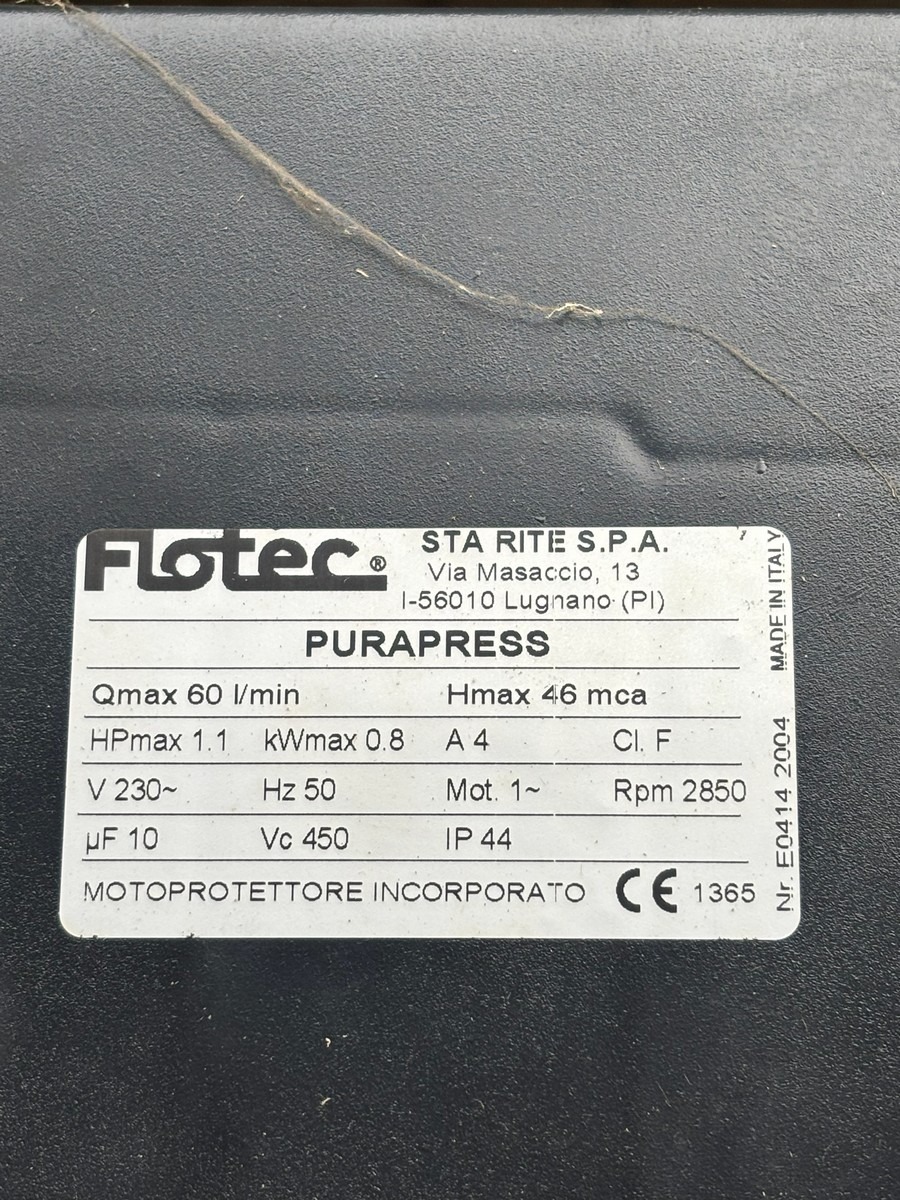 Flotec®
STA RITE S.P.A.
Via Masaccio, 13
I-56010 Lugnano (PI)
PURAPRESS
Qmax 60 l/min Hmax 46 mca
HPmax 1.1 kWmax 0.8 A 4 Cl. F
V 230~ Hz 50 Mot. 1~ Rpm 2850
µF 10 Vc 450 IP 44
MOTOPROTETTORE INCORPORATO CE 1365
MADE IN ITALY
Nr. E0414 2004